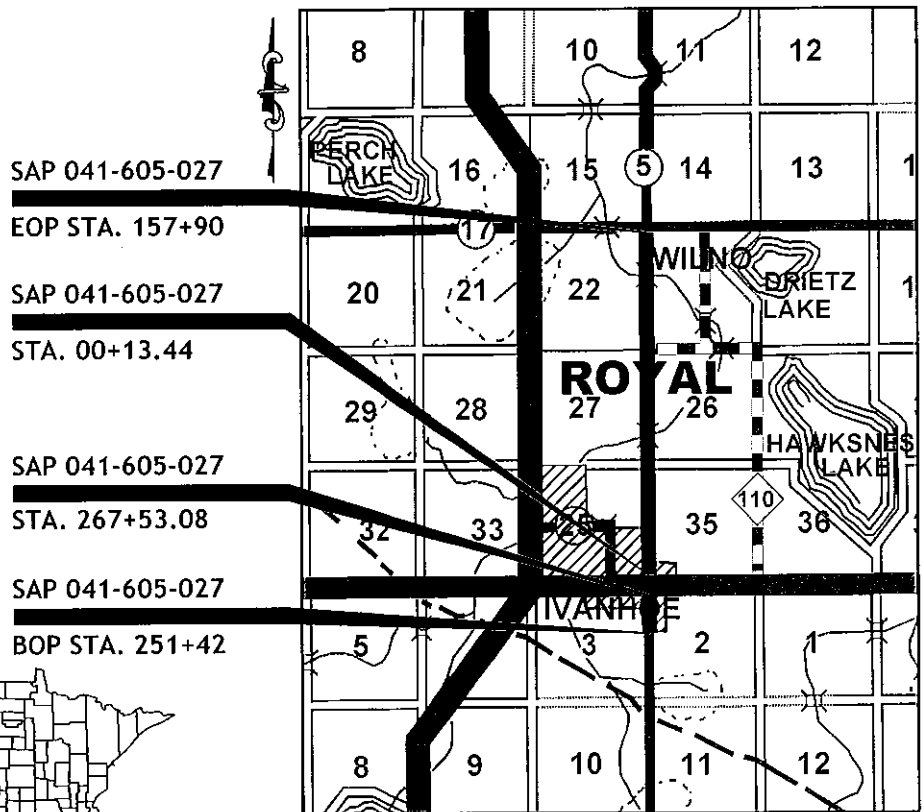 8 10 11 12
PERCH
LAKE
16 15 5 14 13 1
SAP 041-605-027
EOP STA. 157+90
17
WILNO
20 21 22
DRIETZ
LAKE
1
SAP 041-605-027
STA. 00+13.44
ROYAL
29 28 27 26
HAWKSNES
LAKE
SAP 041-605-027
STA. 267+53.08
32 33 25 35 110 36
SAP 041-605-027
BOP STA. 251+42
IVANHOE
5 3 2 1
8 9 10 11 12